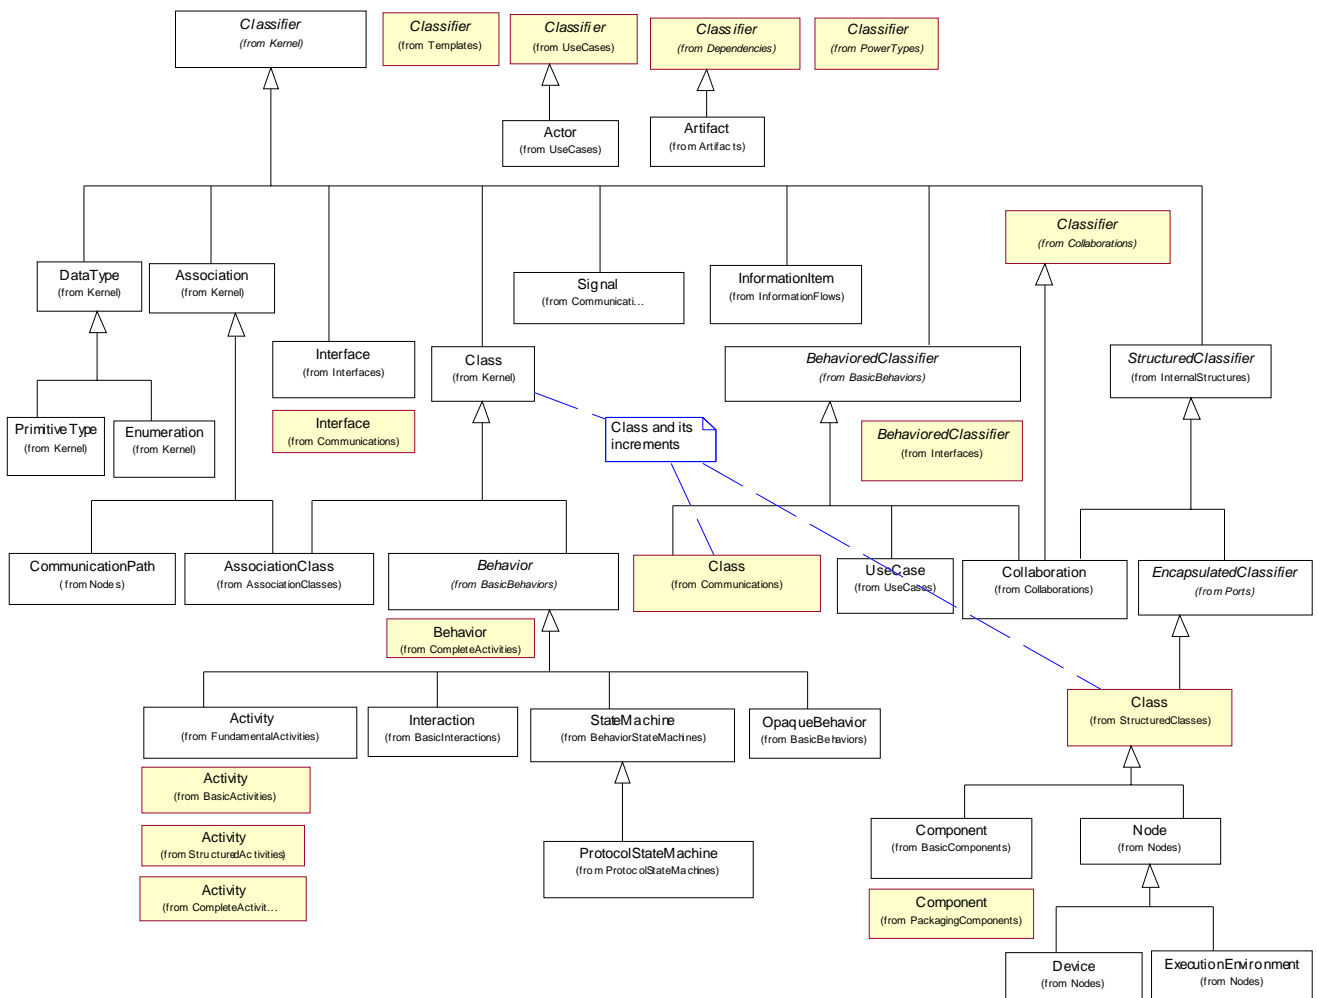 Classifier
(from Kernel)
Classifier
(from Templates)
Classifier
(from UseCases)
Classifier
(from Dependencies)
Classifier
(from PowerTypes)
Actor
(from UseCases)
Artifact
(from Artifacts)
Classifier
(from Collaborations)
DataType
(from Kernel)
Association
(from Kernel)
Signal
(from Communicati...
InformationItem
(from InformationFlows)
Interface
(from Interfaces)
Class
(from Kernel)
BehavioredClassifier
(from BasicBehaviors)
StructuredClassifier
(from InternalStructures)
PrimitiveType
(from Kernel)
Enumeration
(from Kernel)
Interface
(from Communications)
Class and its
increments
BehavioredClassifier
(from Interfaces)
CommunicationPath
(from Nodes)
AssociationClass
(from AssociationClasses)
Behavior
(from BasicBehaviors)
Class
(from Communications)
UseCase
(from UseCases)
Collaboration
(from Collaborations)
EncapsulatedClassifier
(from Ports)
Behavior
(from CompleteActivities)
Activity
(from FundamentalActivities)
Interaction
(from BasicInteractions)
StateMachine
(from BehaviorStateMachines)
OpaqueBehavior
(from BasicBehaviors)
Class
(from StructuredClasses)
Activity
(from BasicActivities)
Activity
(from StructuredActivities)
Activity
(from CompleteActivit...
ProtocolStateMachine
(from ProtocolStateMachines)
Component
(from BasicComponents)
Node
(from Nodes)
Component
(from PackagingComponents)
Device
(from Nodes)
ExecutionEnvironment
(from Nodes)